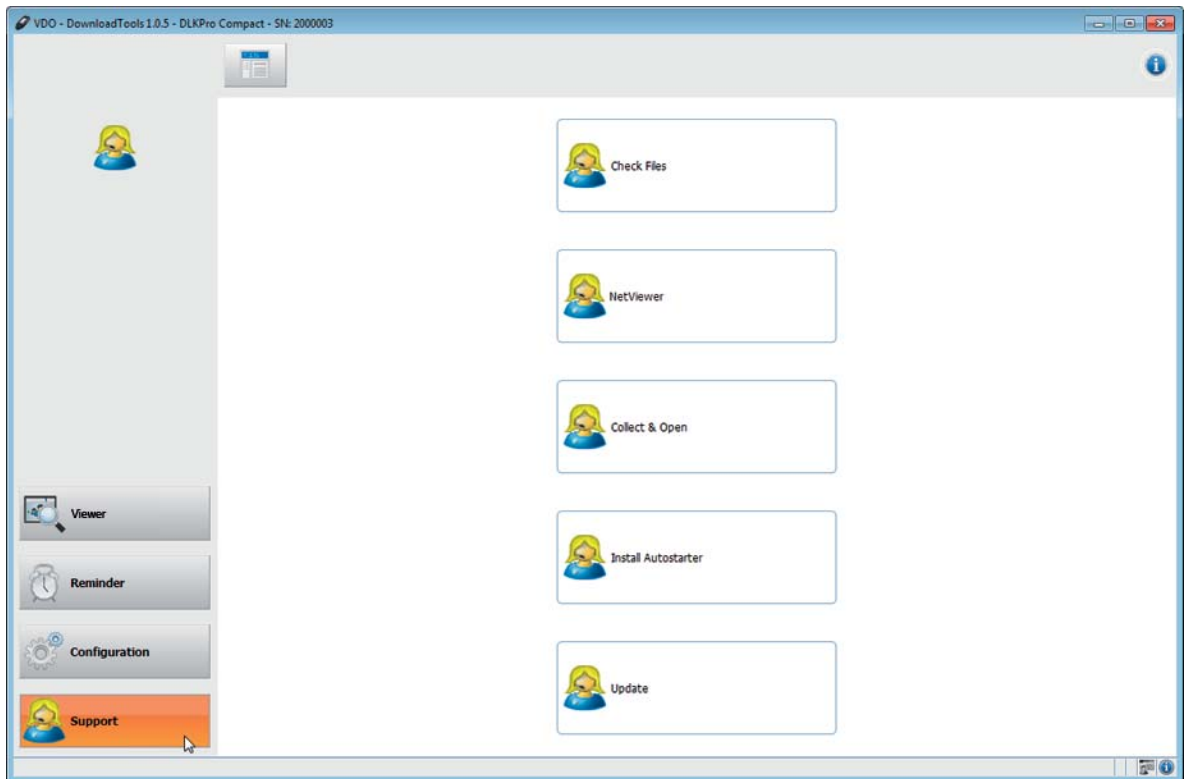 VDO - DownloadTools 1.0.5 - DLKPro Compact - SN: 2000003
Check Files
NetViewer
Collect & Open
Install Autostarter
Update
Viewer
Reminder
Configuration
Support